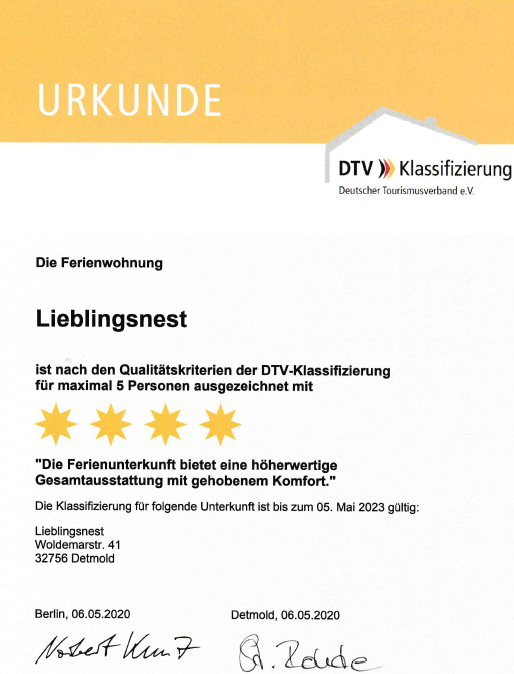 URKUNDE
DTV Klassifizierung
Deutscher Tourismusverband e.V.
Die Ferienwohnung
Lieblingsnest
ist nach den Qualitätskriterien der DTV-Klassifizierung
für maximal 5 Personen ausgezeichnet mit
"Die Ferienunterkunft bietet eine höherwertige
Gesamtausstattung mit gehobenem Komfort."
Die Klassifizierung für folgende Unterkunft ist bis zum 05. Mai 2023 gültig:
Lieblingsnest
Woldemarstr. 41
32756 Detmold
Berlin, 06.05.2020
Detmold, 06.05.2020
Norbert Kunz